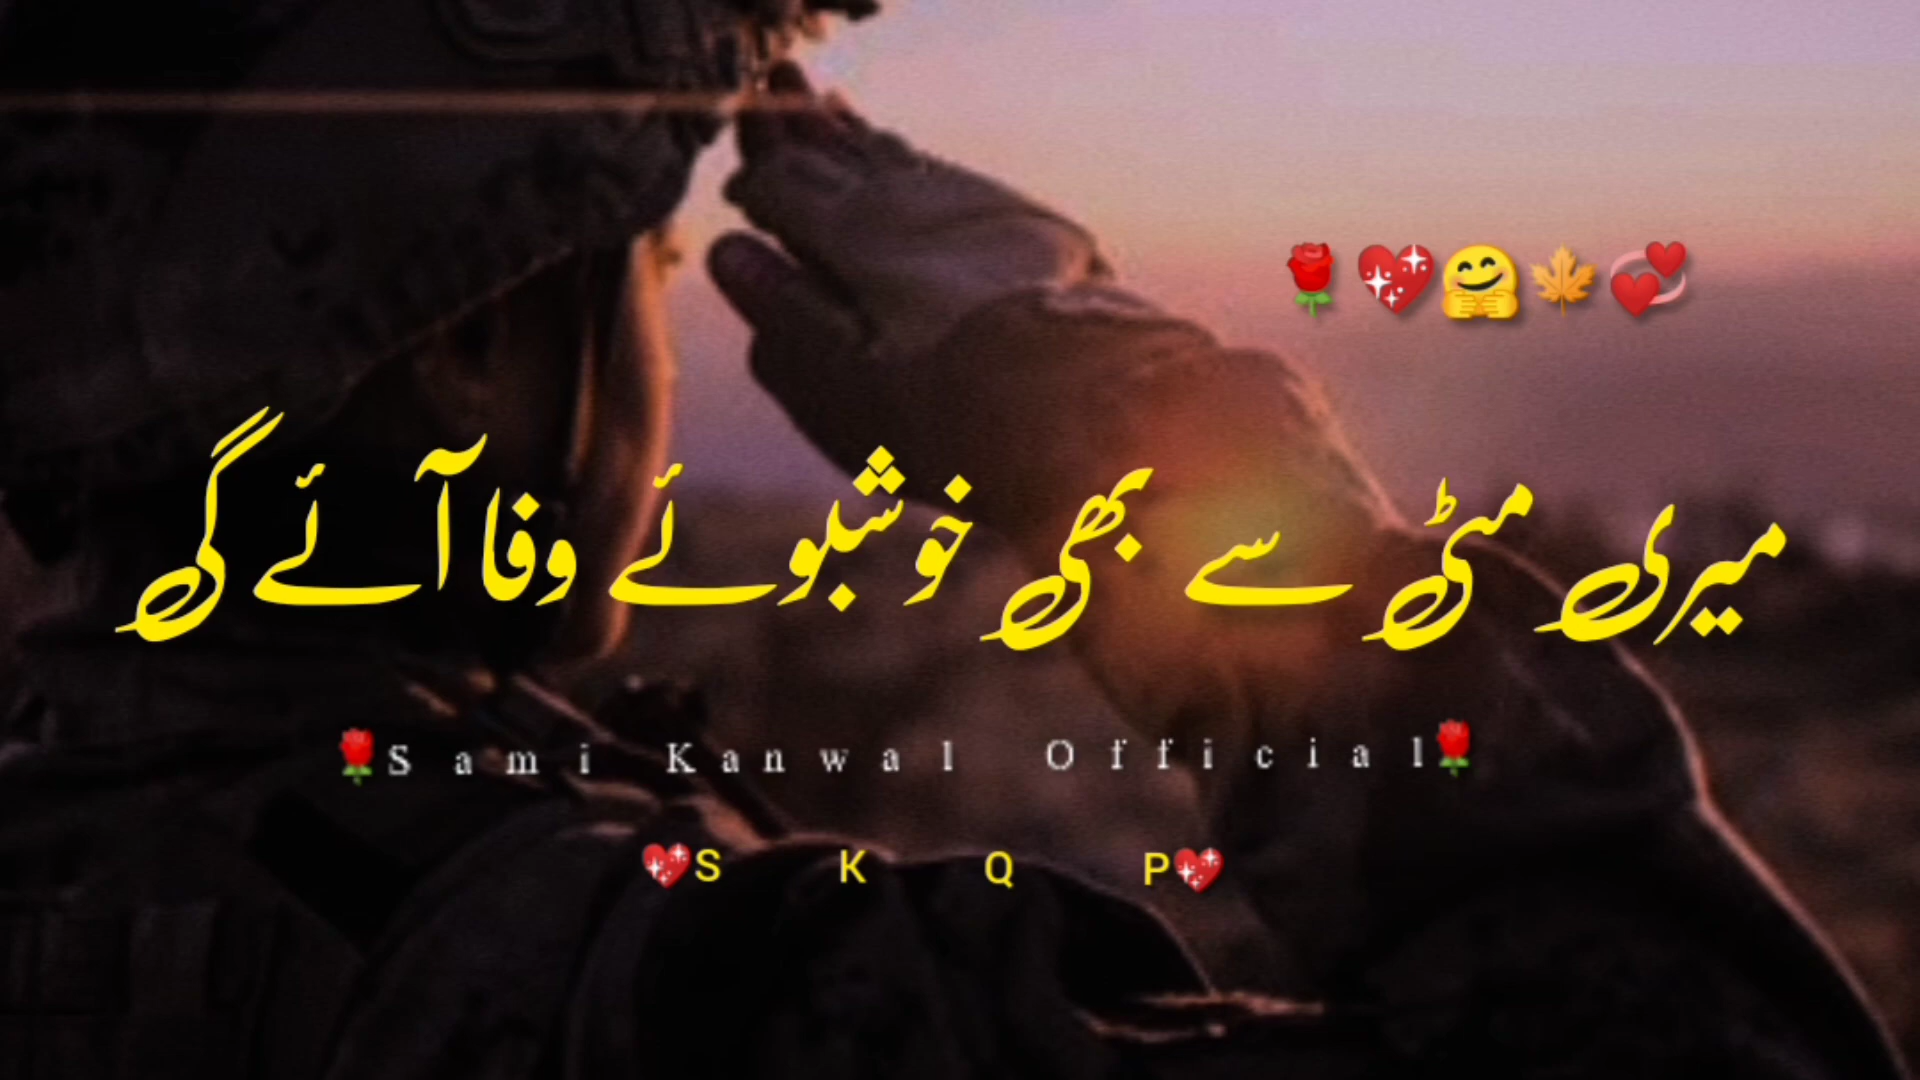 🌹💖🤗🍁💞
میری مٹی سے بھی خوشبوئے وفا آئے گی
🌹Sami Kanwal Official🌹
💖S K Q P💖